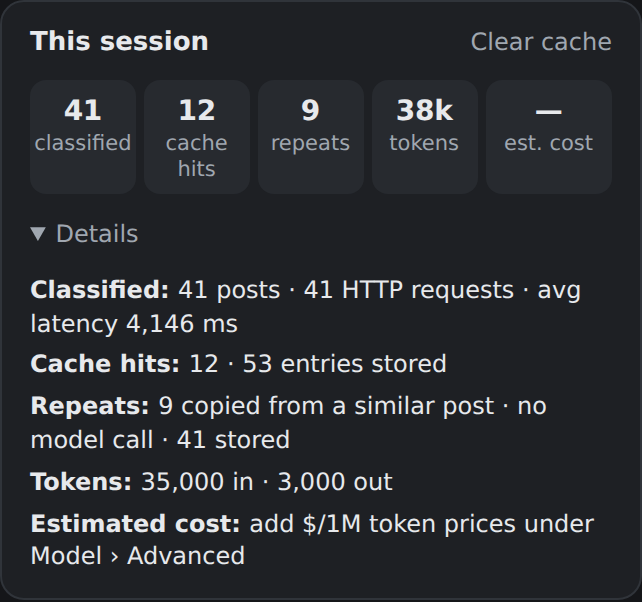 This session
Clear cache
41
classified
12
cache
hits
9
repeats
38k
tokens
—
est. cost
▼ Details
Classified: 41 posts · 41 HTTP requests · avg
latency 4,146 ms
Cache hits: 12 · 53 entries stored
Repeats: 9 copied from a similar post · no
model call · 41 stored
Tokens: 35,000 in · 3,000 out
Estimated cost: add $/1M token prices under
Model › Advanced